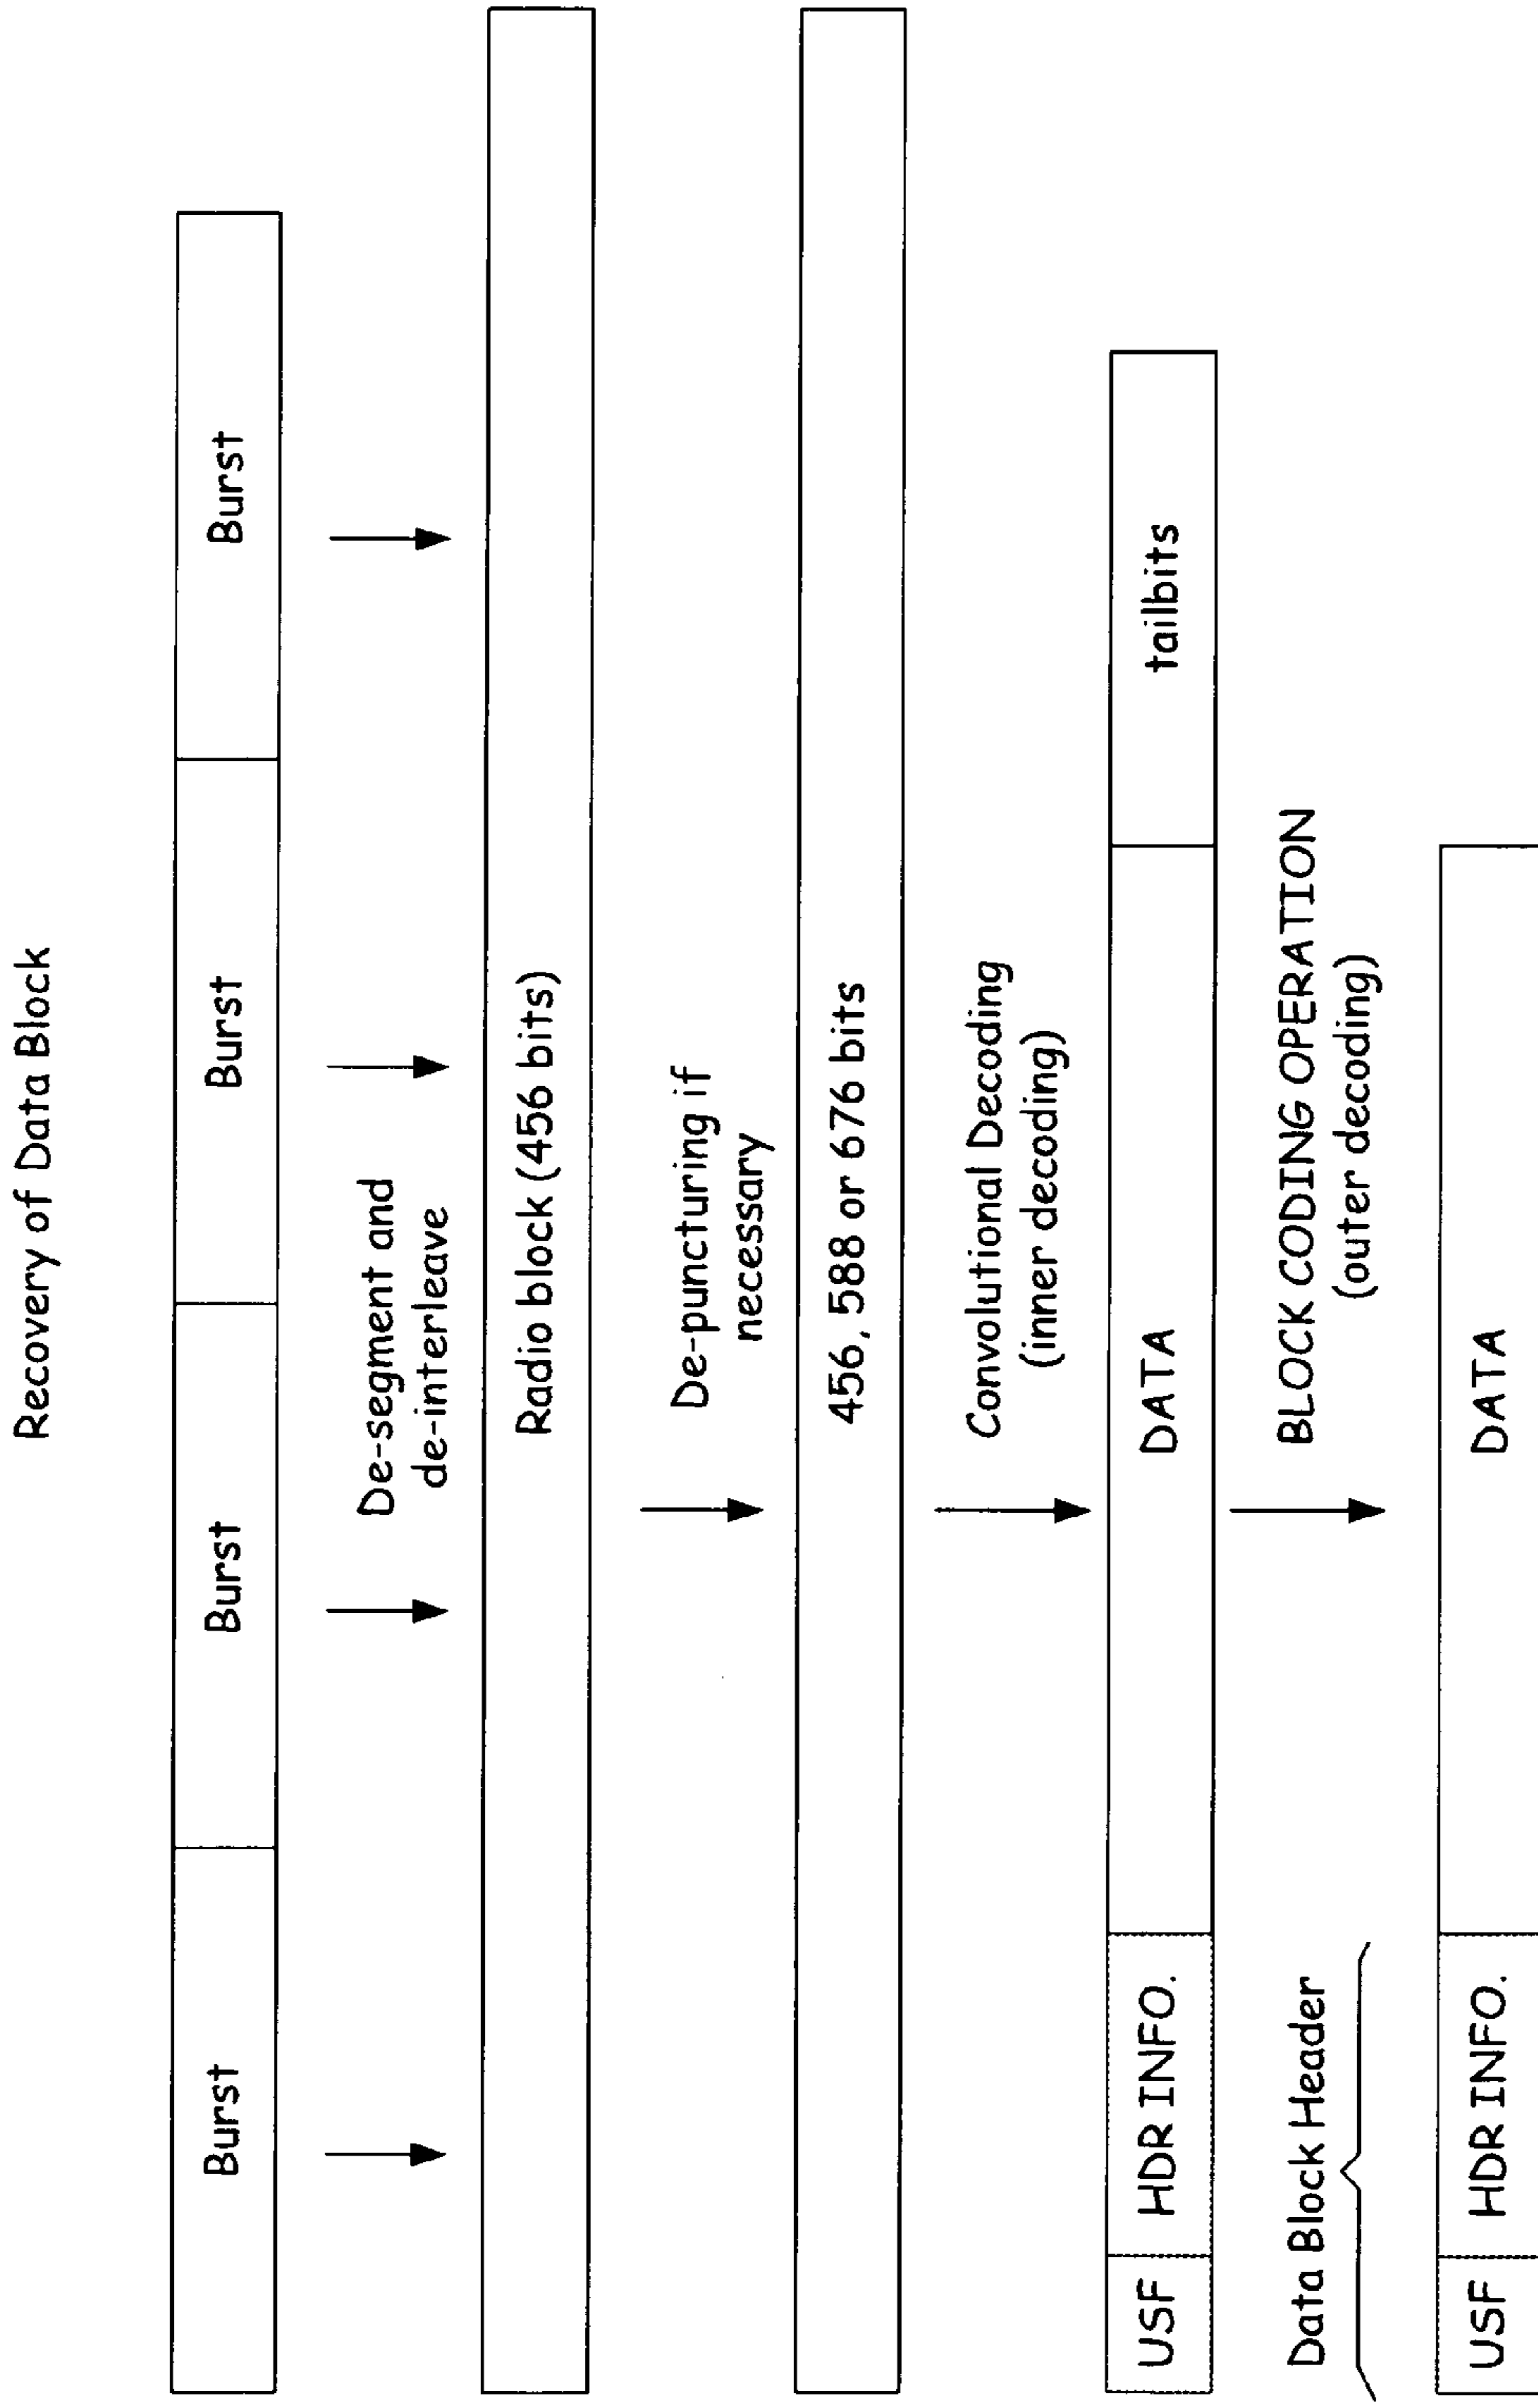 Recovery of Data Block
Burst Burst Burst Burst
De-segment and
de-interleave
Radio block (456 bits)
De-puncturing if
necessary
456, 588 or 676 bits
Convolutional Decoding
(inner decoding)
USF HDR INFO. DATA tailbits
Data Block Header
BLOCK CODING OPERATION
(outer decoding)
USF HDR INFO. DATA